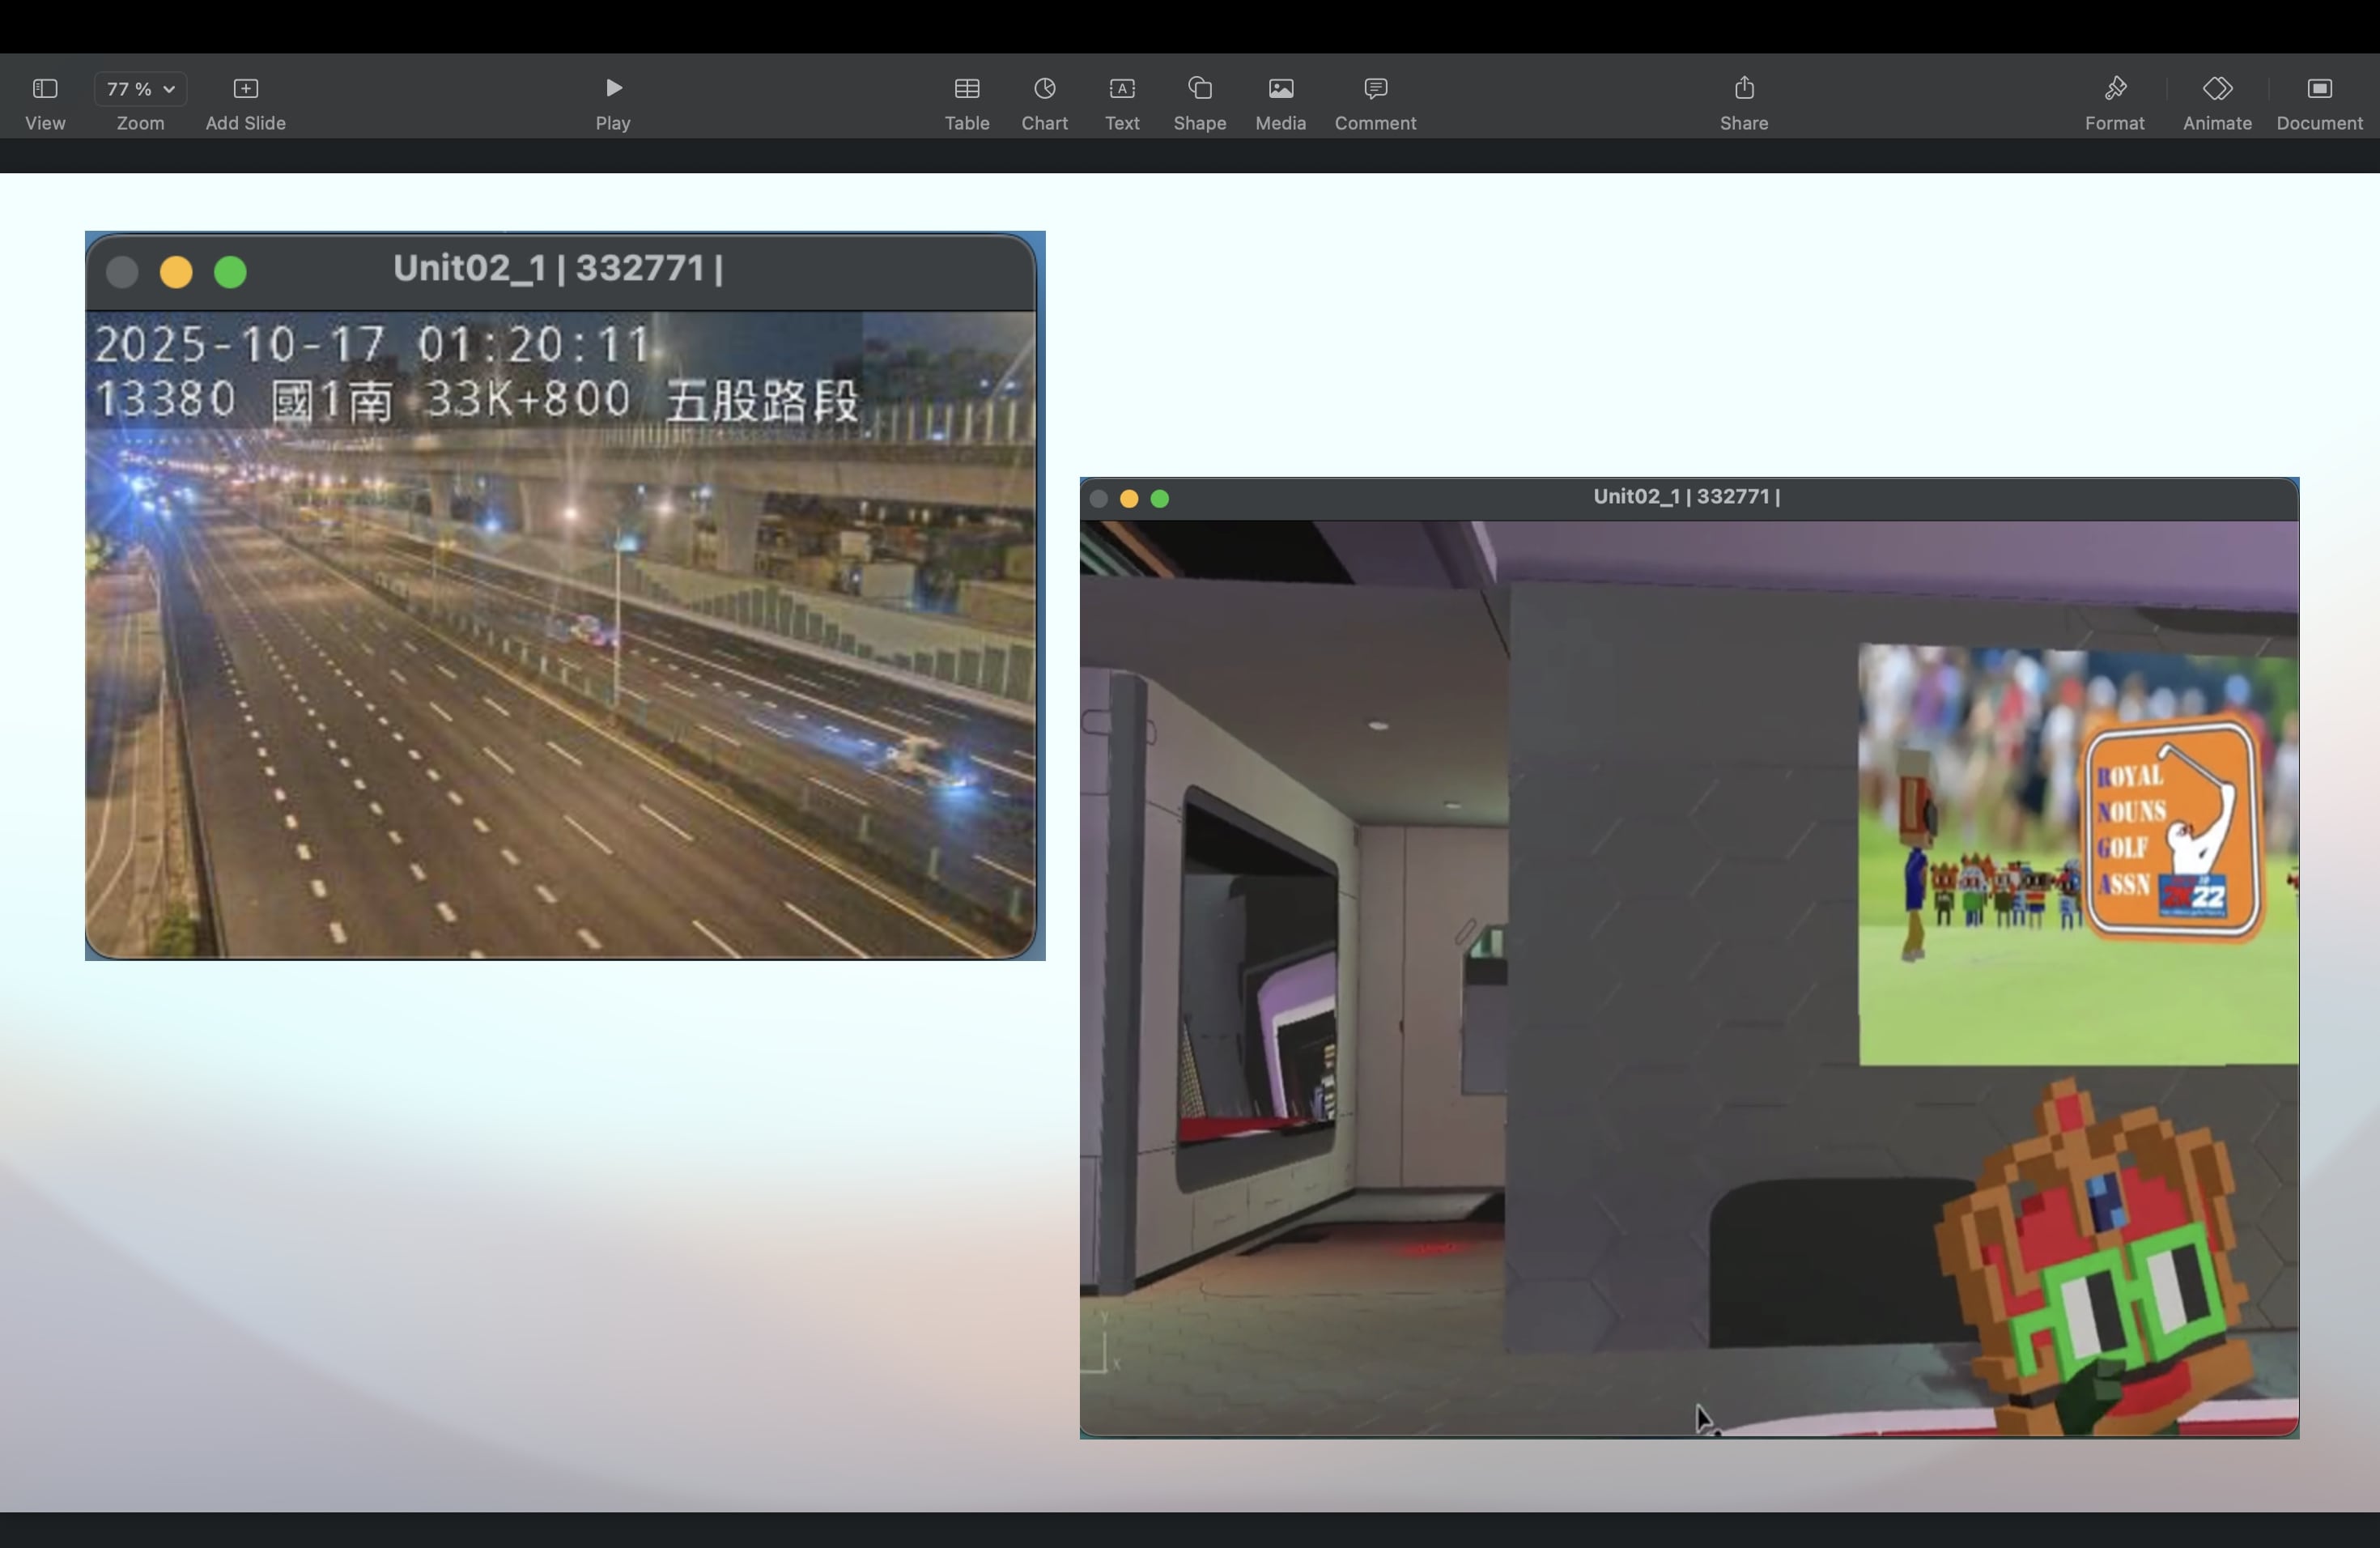 View
77 %
Zoom
Add Slide
Play
Table
Chart
Text
Shape
Media
Comment
Share
Format
Animate
Document
Unit02_1 | 332771 |
2025-10-17 01:20:11
13380 國1南 33K+800 五股路段
Unit02_1 | 332771 |
ROYAL
NOUNS
GOLF
ASSN
2K22
Y
X